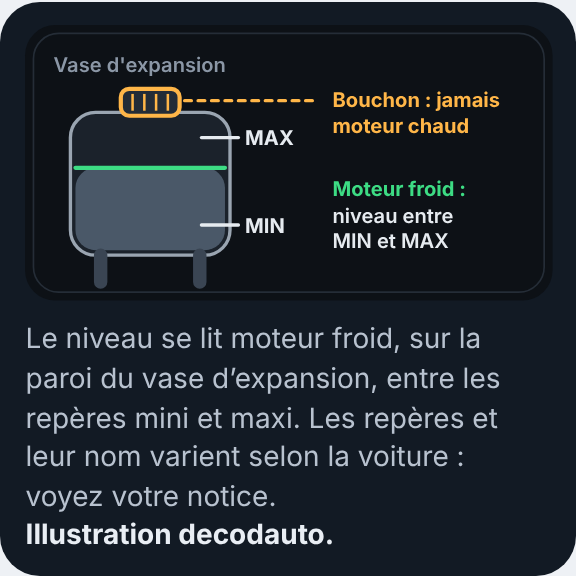 Vase d'expansion
Bouchon : jamais
moteur chaud
MAX
Moteur froid :
niveau entre
MIN et MAX
MIN
Le niveau se lit moteur froid, sur la
paroi du vase d’expansion, entre les
repères mini et maxi. Les repères et
leur nom varient selon la voiture :
voyez votre notice.
Illustration decodauto.